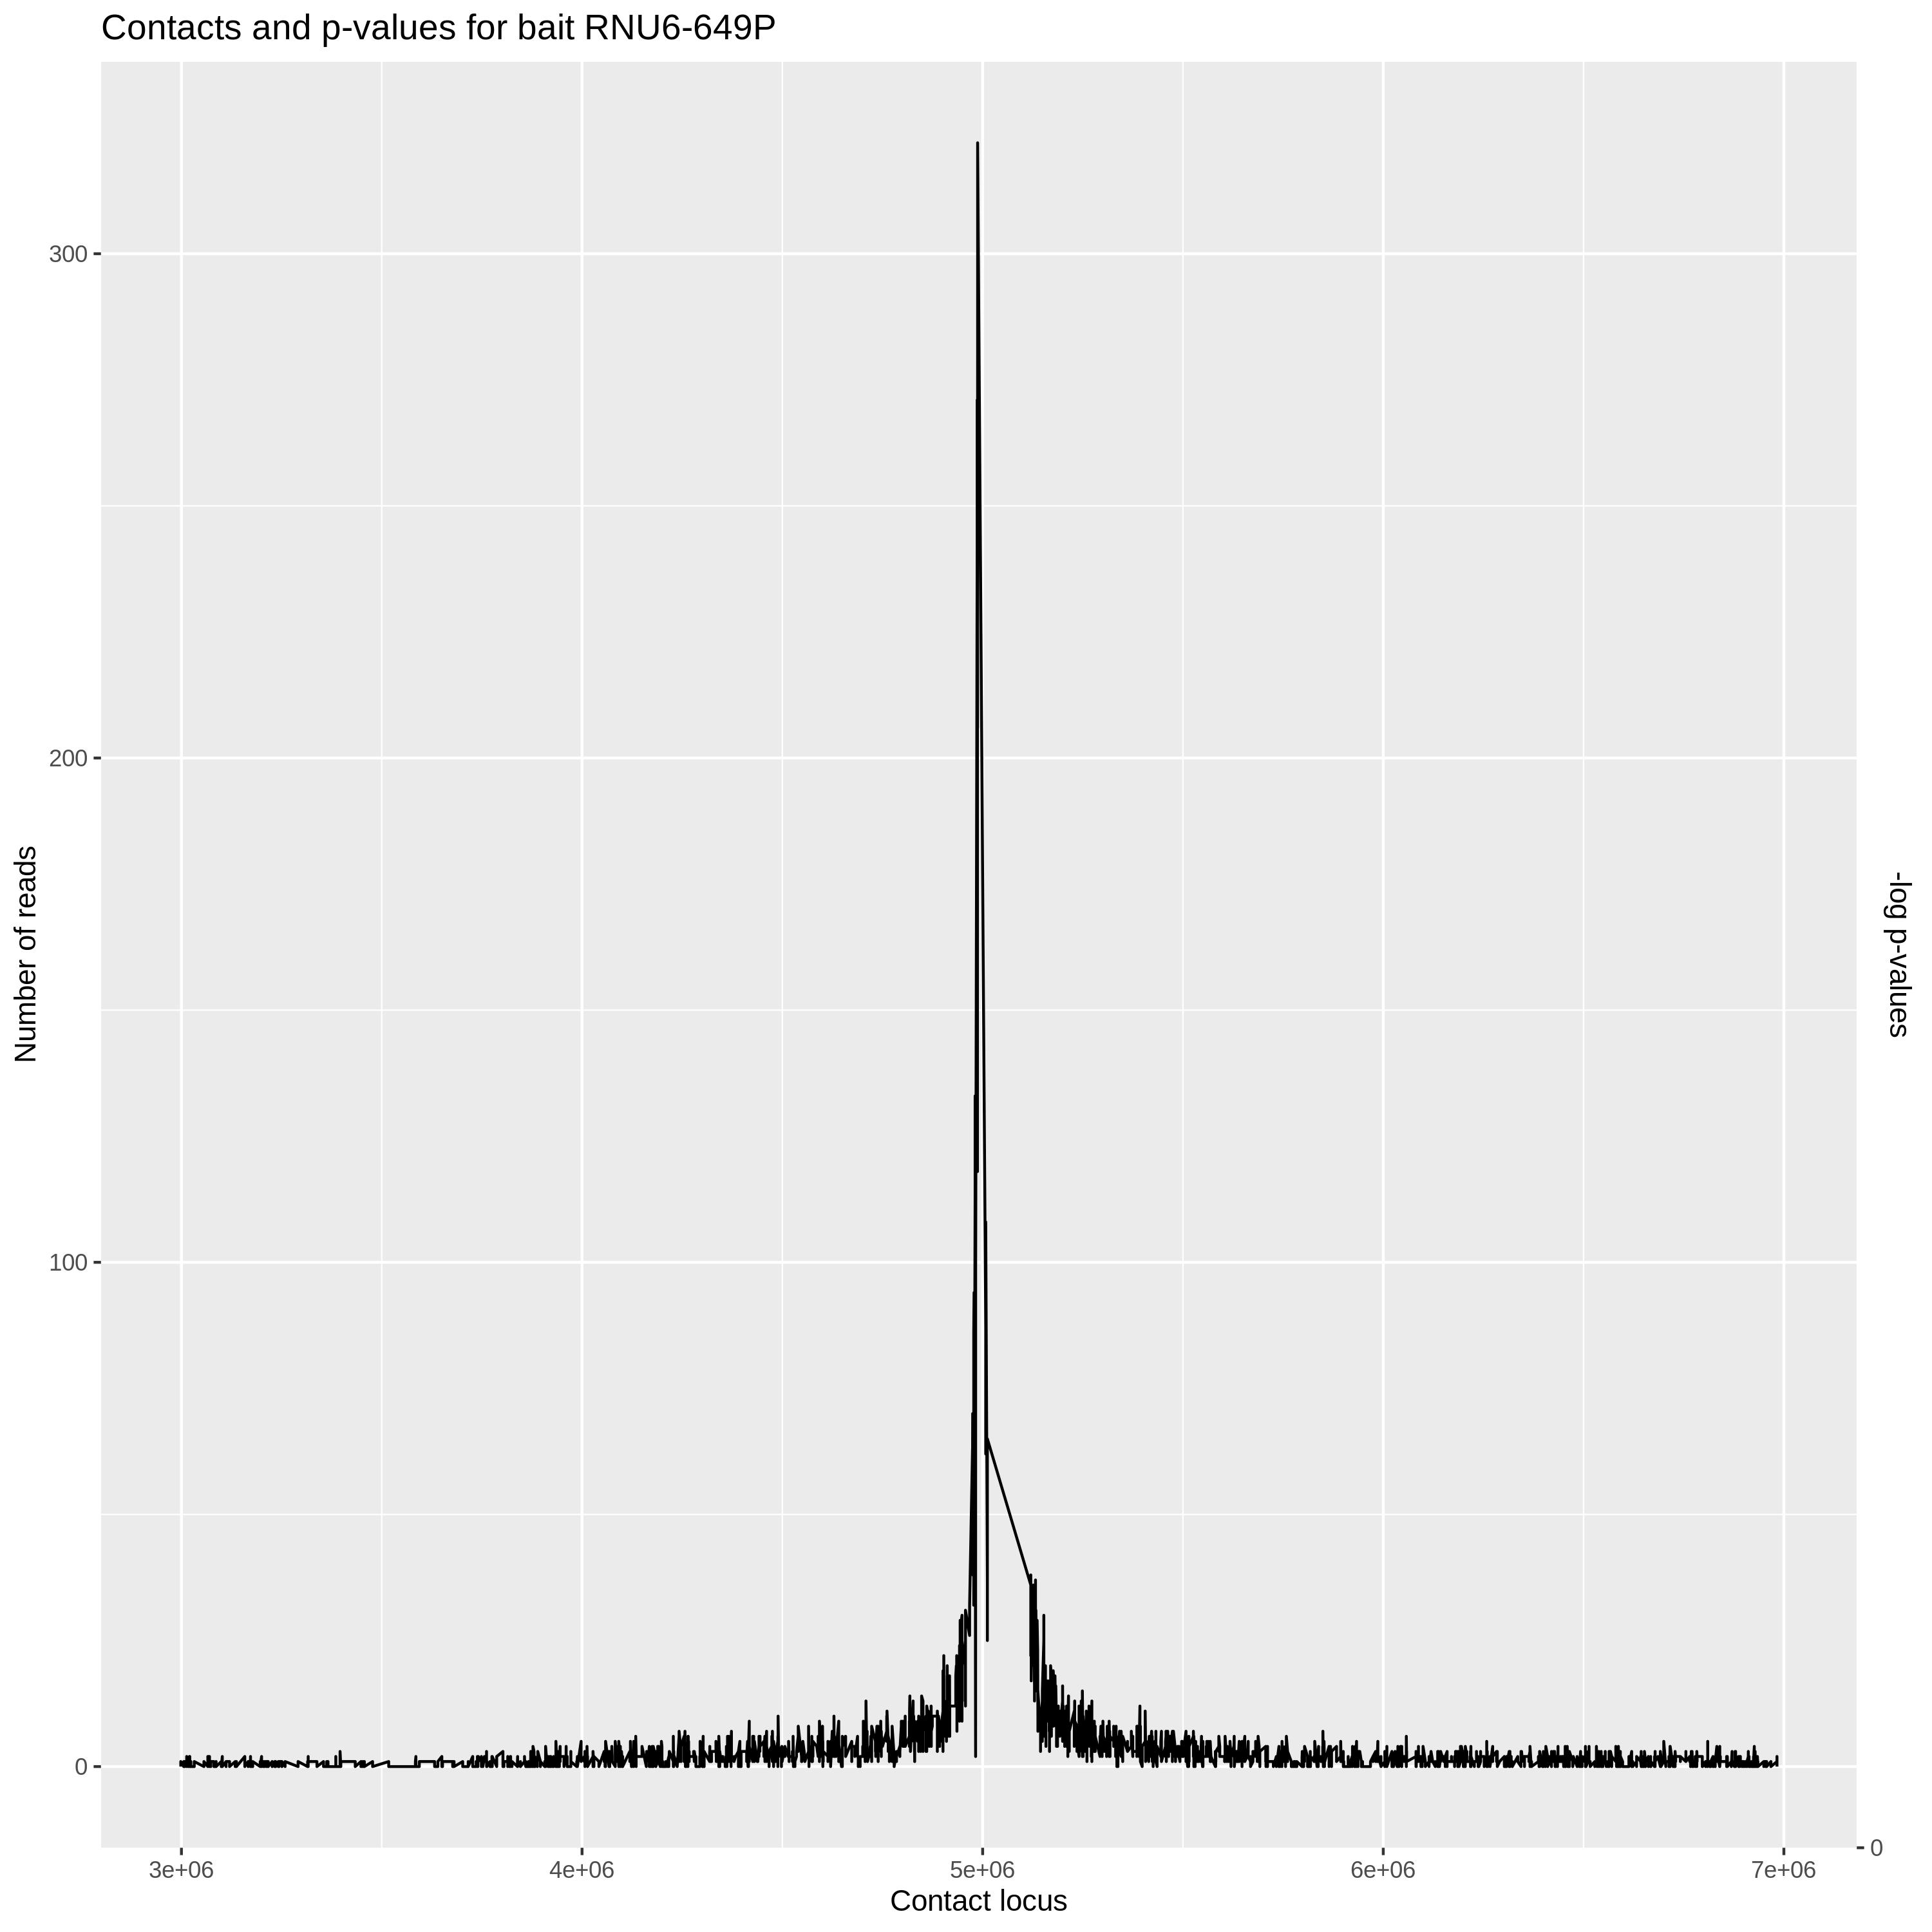 Contacts and p-values for bait RNU6-649P
300
200
100
0
Number of reads
-log p-values
0
3e+06 4e+06 5e+06 6e+06 7e+06
Contact locus